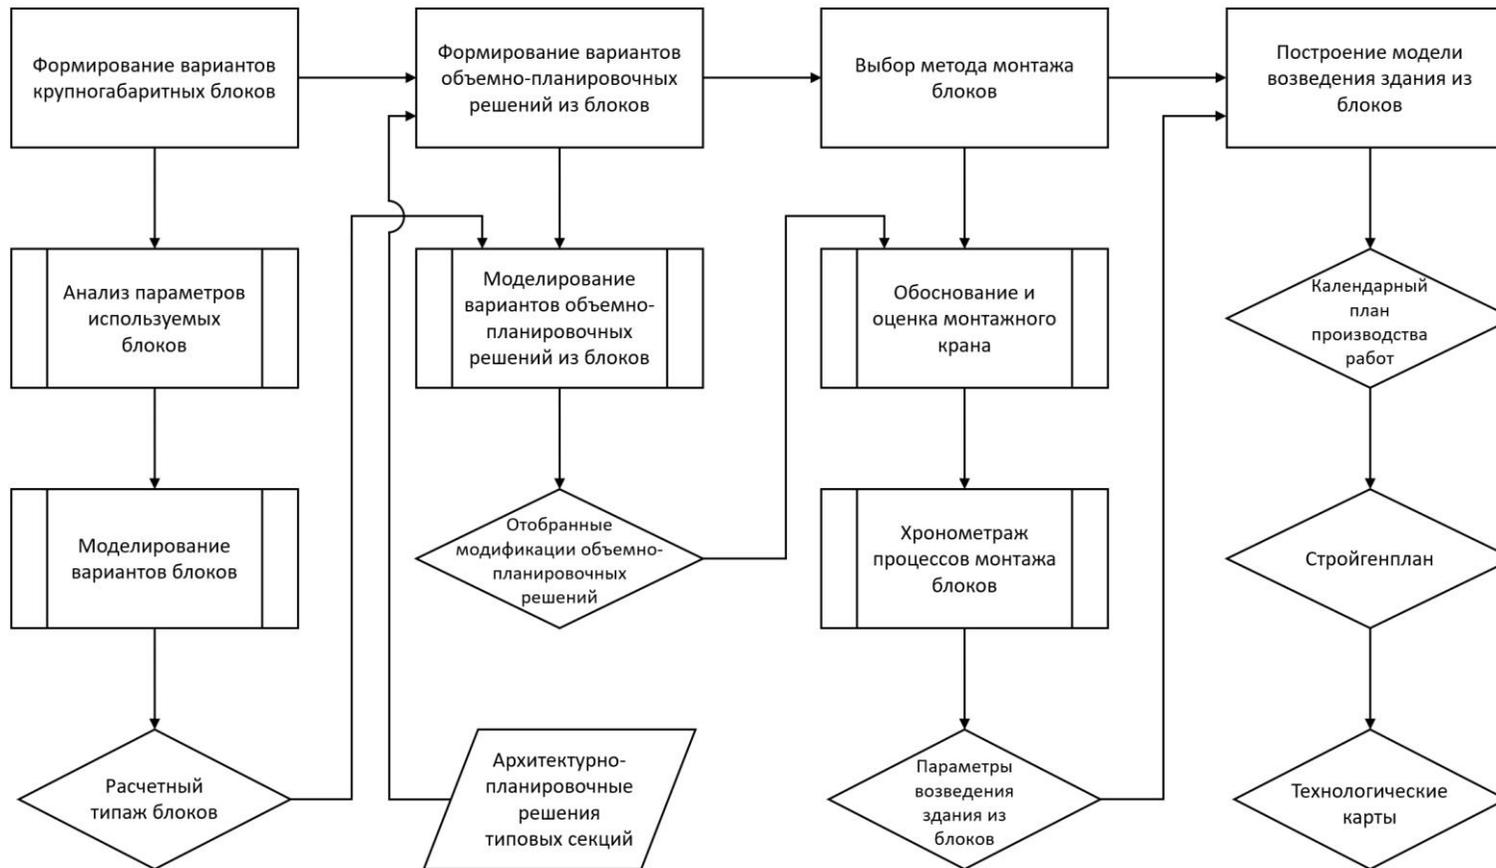 Формирование вариантов
крупногабаритных блоков
Формирование вариантов
объемно-планировочных
решений из блоков
Выбор метода монтажа
блоков
Построение модели
возведения здания из
блоков
Анализ параметров
используемых
блоков
Моделирование
вариантов объемно-
планировочных
решений из блоков
Обоснование и
оценка монтажного
крана
Календарный
план
производства
работ
Моделирование
вариантов блоков
Отобранные
модификации объемно-
планировочных
решений
Хронометраж
процессов монтажа
блоков
Стройгенплан
Расчетный
типаж блоков
Архитектурно-
планировочные
решения
типовых секций
Параметры
возведения
здания из
блоков
Технологические
карты